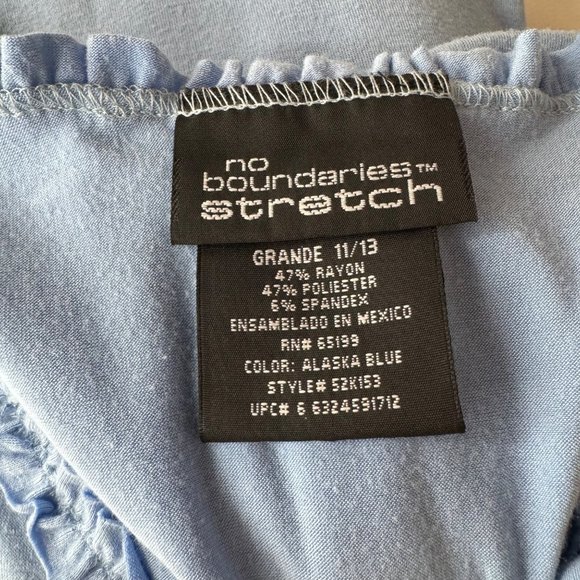 no
boundaries™
stretch
GRANDE 11/13
47% RAYON
47% POLIESTER
6% SPANDEX
ENSAMBLADO EN MEXICO
RN# 65199
COLOR: ALASKA BLUE
STYLE# 52K153
UPC# 6 6324591712